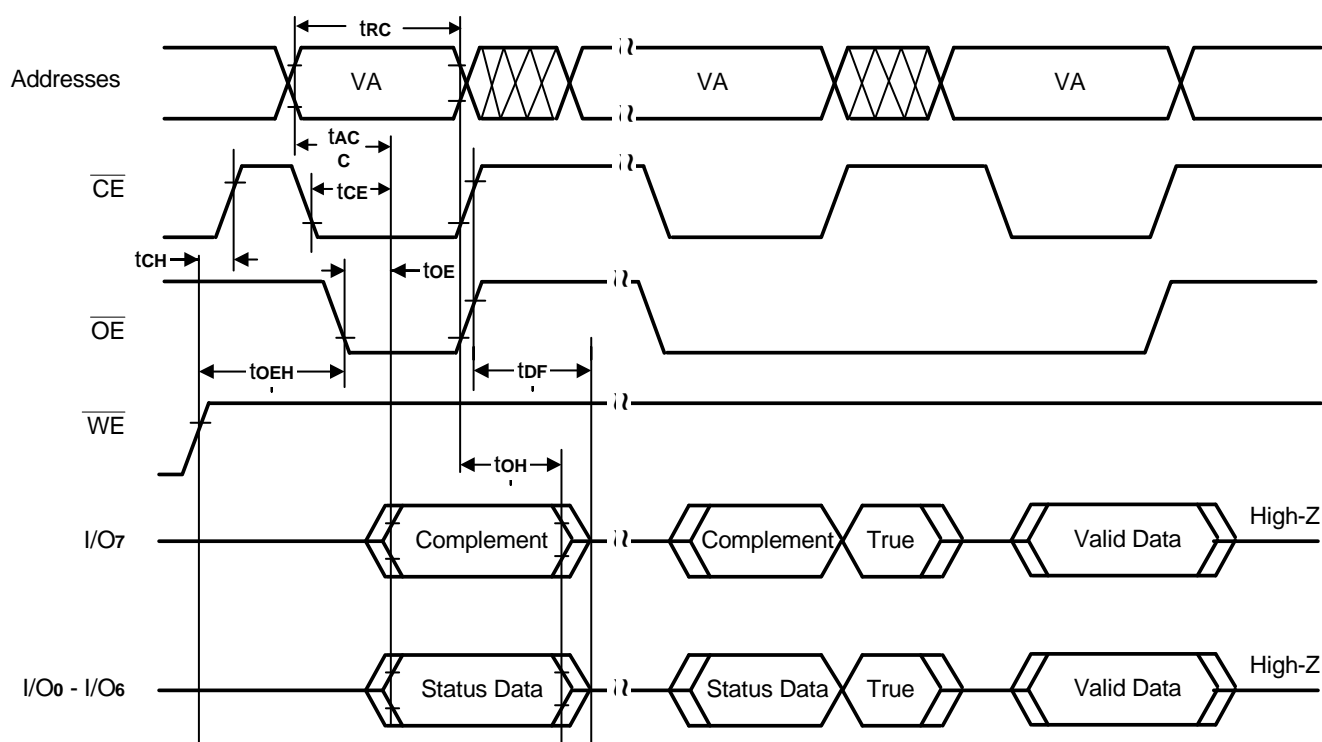 tRC
Addresses VA VA VA
tAC
C
CE
tCE
tCH
tOE
OE
tOEH tDF
WE
tOH
I/O7 Complement Complement True Valid Data High-Z
I/O0 - I/O6 Status Data Status Data True Valid Data High-Z